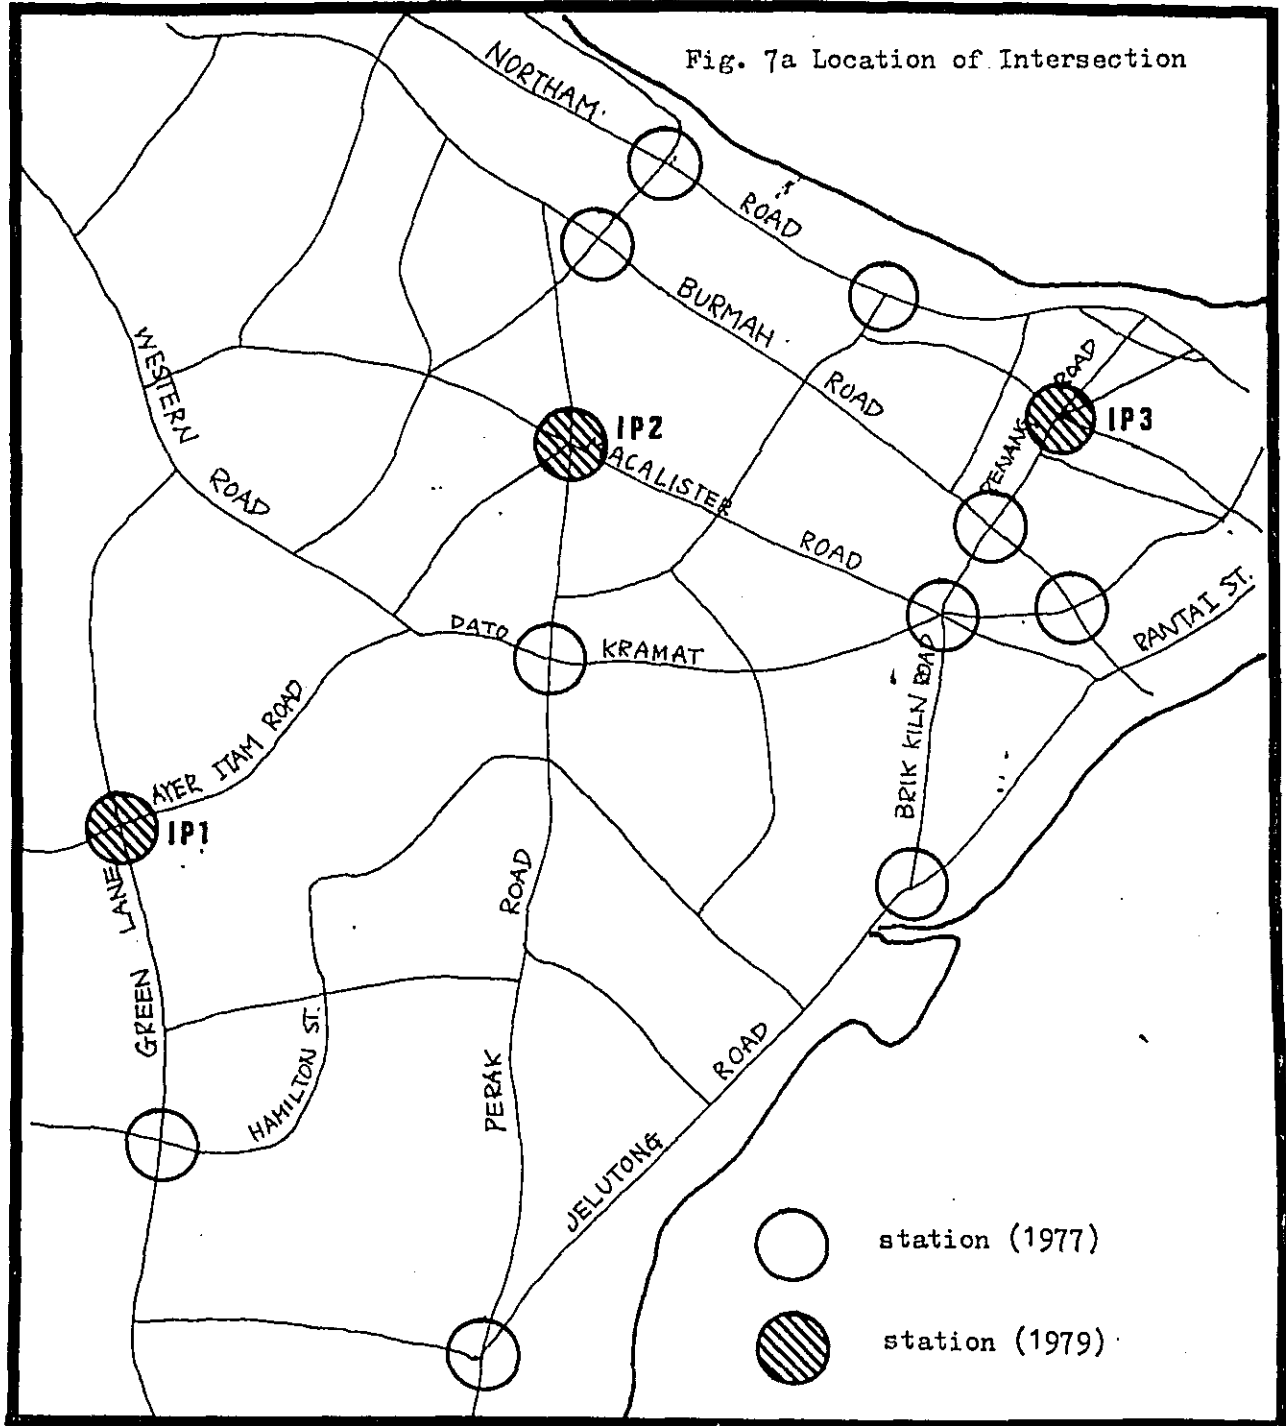 Fig. 7a Location of Intersection
NORTHAM
ROAD
BURMAH
ROAD
PENANG
ROAD
IP3
WESTERN
ROAD
IP2
MACALISTER
ROAD
DATO
KRAMAT
PANTAI ST.
BRIK KILN ROAD
AYER ITAM ROAD
IP1
GREEN LANE
HAMILTON ST.
PERAK
ROAD
JELUTONG
ROAD
station (1977)
station (1979)